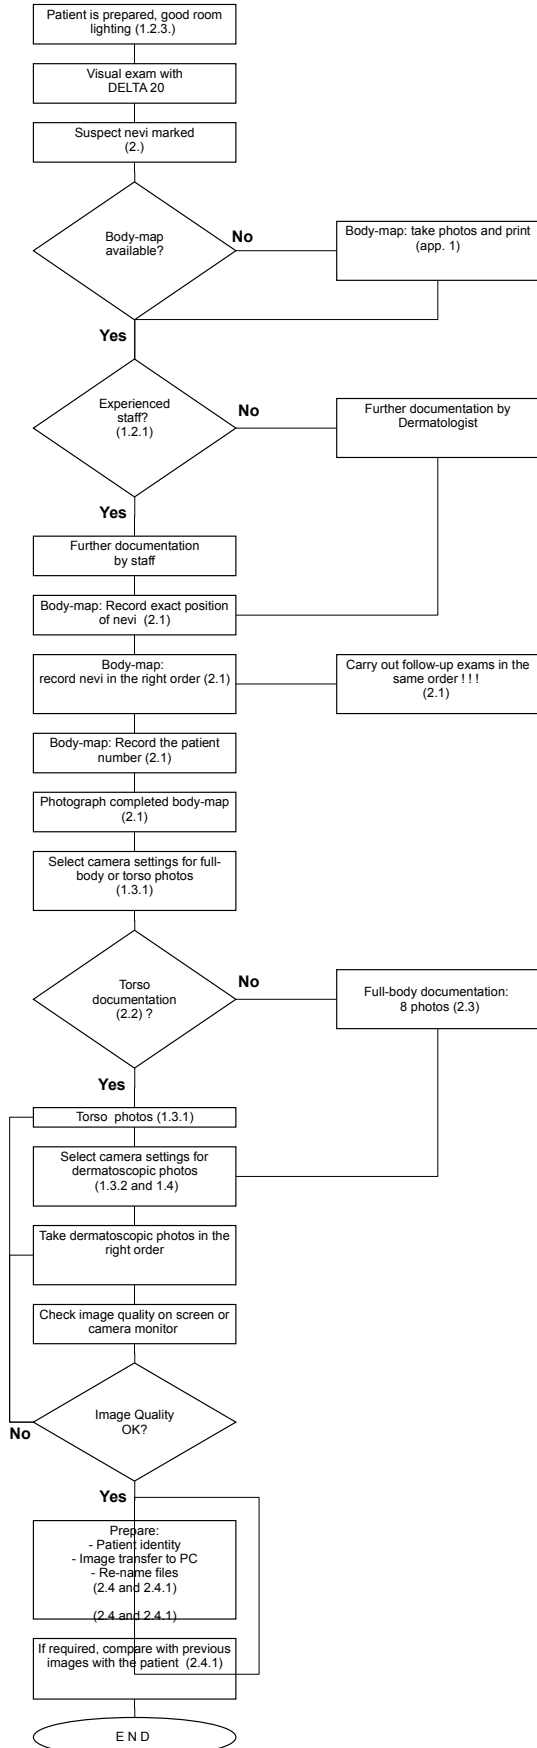 Patient is prepared, good room
lighting (1.2.3.)
Visual exam with
DELTA 20
Suspect nevi marked
(2.)
Body-map
available?
No
Body-map: take photos and print
(app. 1)
Yes
Experienced
staff?
(1.2.1)
No
Further documentation by
Dermatologist
Yes
Further documentation
by staff
Body-map: Record exact position
of nevi (2.1)
Body-map:
record nevi in the right order (2.1)
Carry out follow-up exams in the
same order ! ! !
(2.1)
Body-map: Record the patient
number (2.1)
Photograph completed body-map
(2.1)
Select camera settings for full-
body or torso photos
(1.3.1)
Torso
documentation
(2.2) ?
No
Full-body documentation:
8 photos (2.3)
Yes
Torso photos (1.3.1)
Select camera settings for
dermatoscopic photos
(1.3.2 and 1.4)
Take dermatoscopic photos in the
right order
Check image quality on screen or
camera monitor
Image Quality
OK?
No
Yes
Prepare:
- Patient identity
- Image transfer to PC
- Re-name files
(2.4 and 2.4.1)
(2.4 and 2.4.1)
If required, compare with previous
images with the patient (2.4.1)
E N D